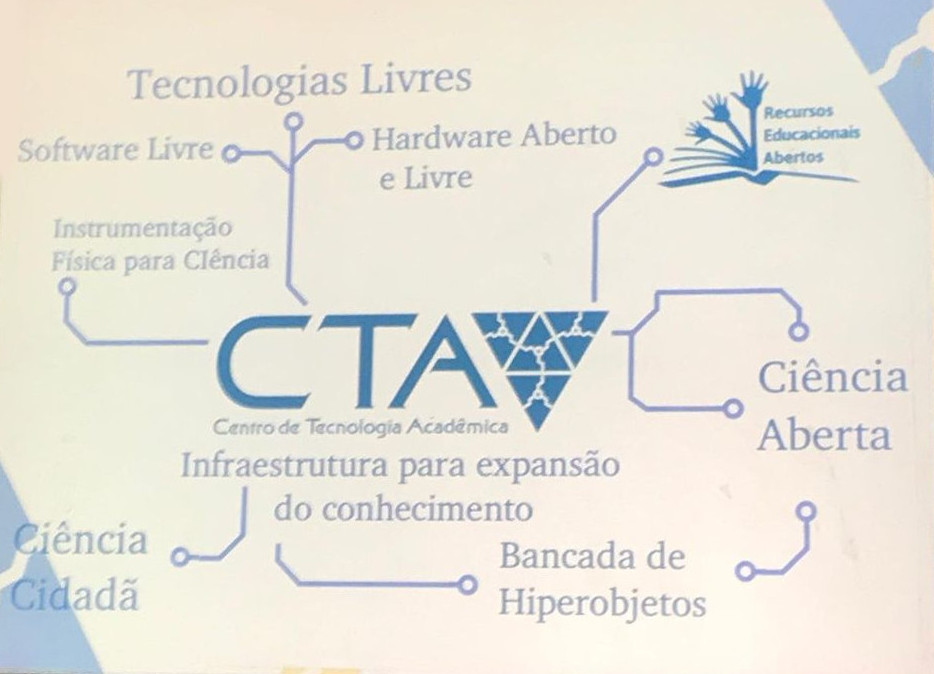 Tecnologias Livres
Software Livre
Hardware Aberto
e Livre
Recursos
Educacionais
Abertos
Instrumentação
Física para CIência
CTA
Centro de Tecnologia Acadêmica
Infraestrutura para expansão
do conhecimento
Ciência
Aberta
Ciência
Cidadã
Bancada de
Hiperobjetos